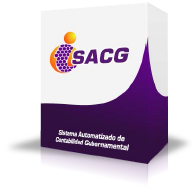 SACG
Sistema Automatizado de
Contabilidad Gubernamental